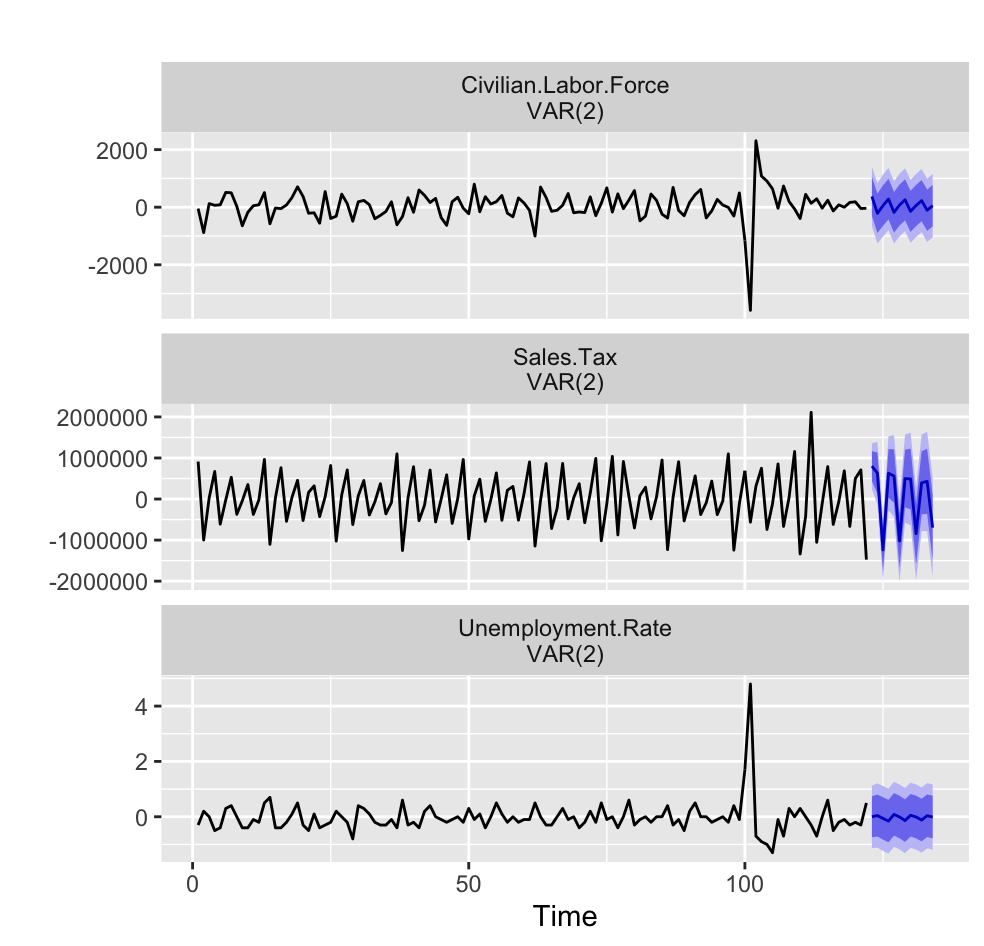 Civilian.Labor.Force
VAR(2)
2000
0
-2000
Sales.Tax
VAR(2)
2000000
1000000
0
-1000000
-2000000
Unemployment.Rate
VAR(2)
4
2
0
0 50 100
Time